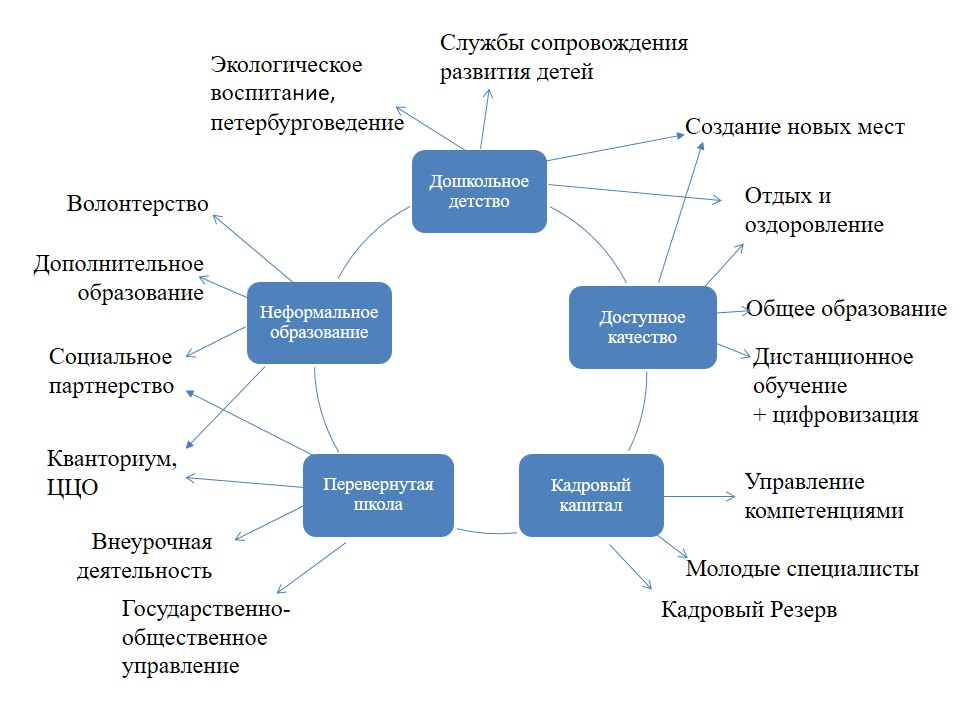 Службы сопровождения
развития детей
Экологическое
воспитание,
петербурговедение
Создание новых мест
Дошкольное
детство
Отдых и
оздоровление
Волонтерство
Дополнительное
образование
Неформальное
образование
Доступное
качество
Общее образование
Социальное
партнерство
Дистанционное
обучение
+ цифровизация
Кванториум,
ЦЦО
Перевернутая
школа
Кадровый
капитал
Управление
компетенциями
Внеурочная
деятельность
Молодые специалисты
Государственно-
общественное
управление
Кадровый Резерв